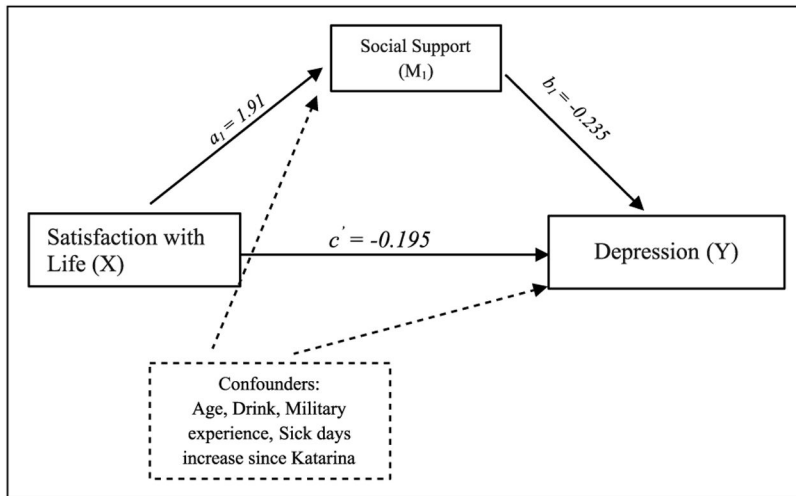 Social Support
(M₁)
a₁ = 1.91
b₁ = -0.235
Satisfaction with
Life (X)
c' = -0.195
Depression (Y)
Confounders:
Age, Drink, Military
experience, Sick days
increase since Katarina